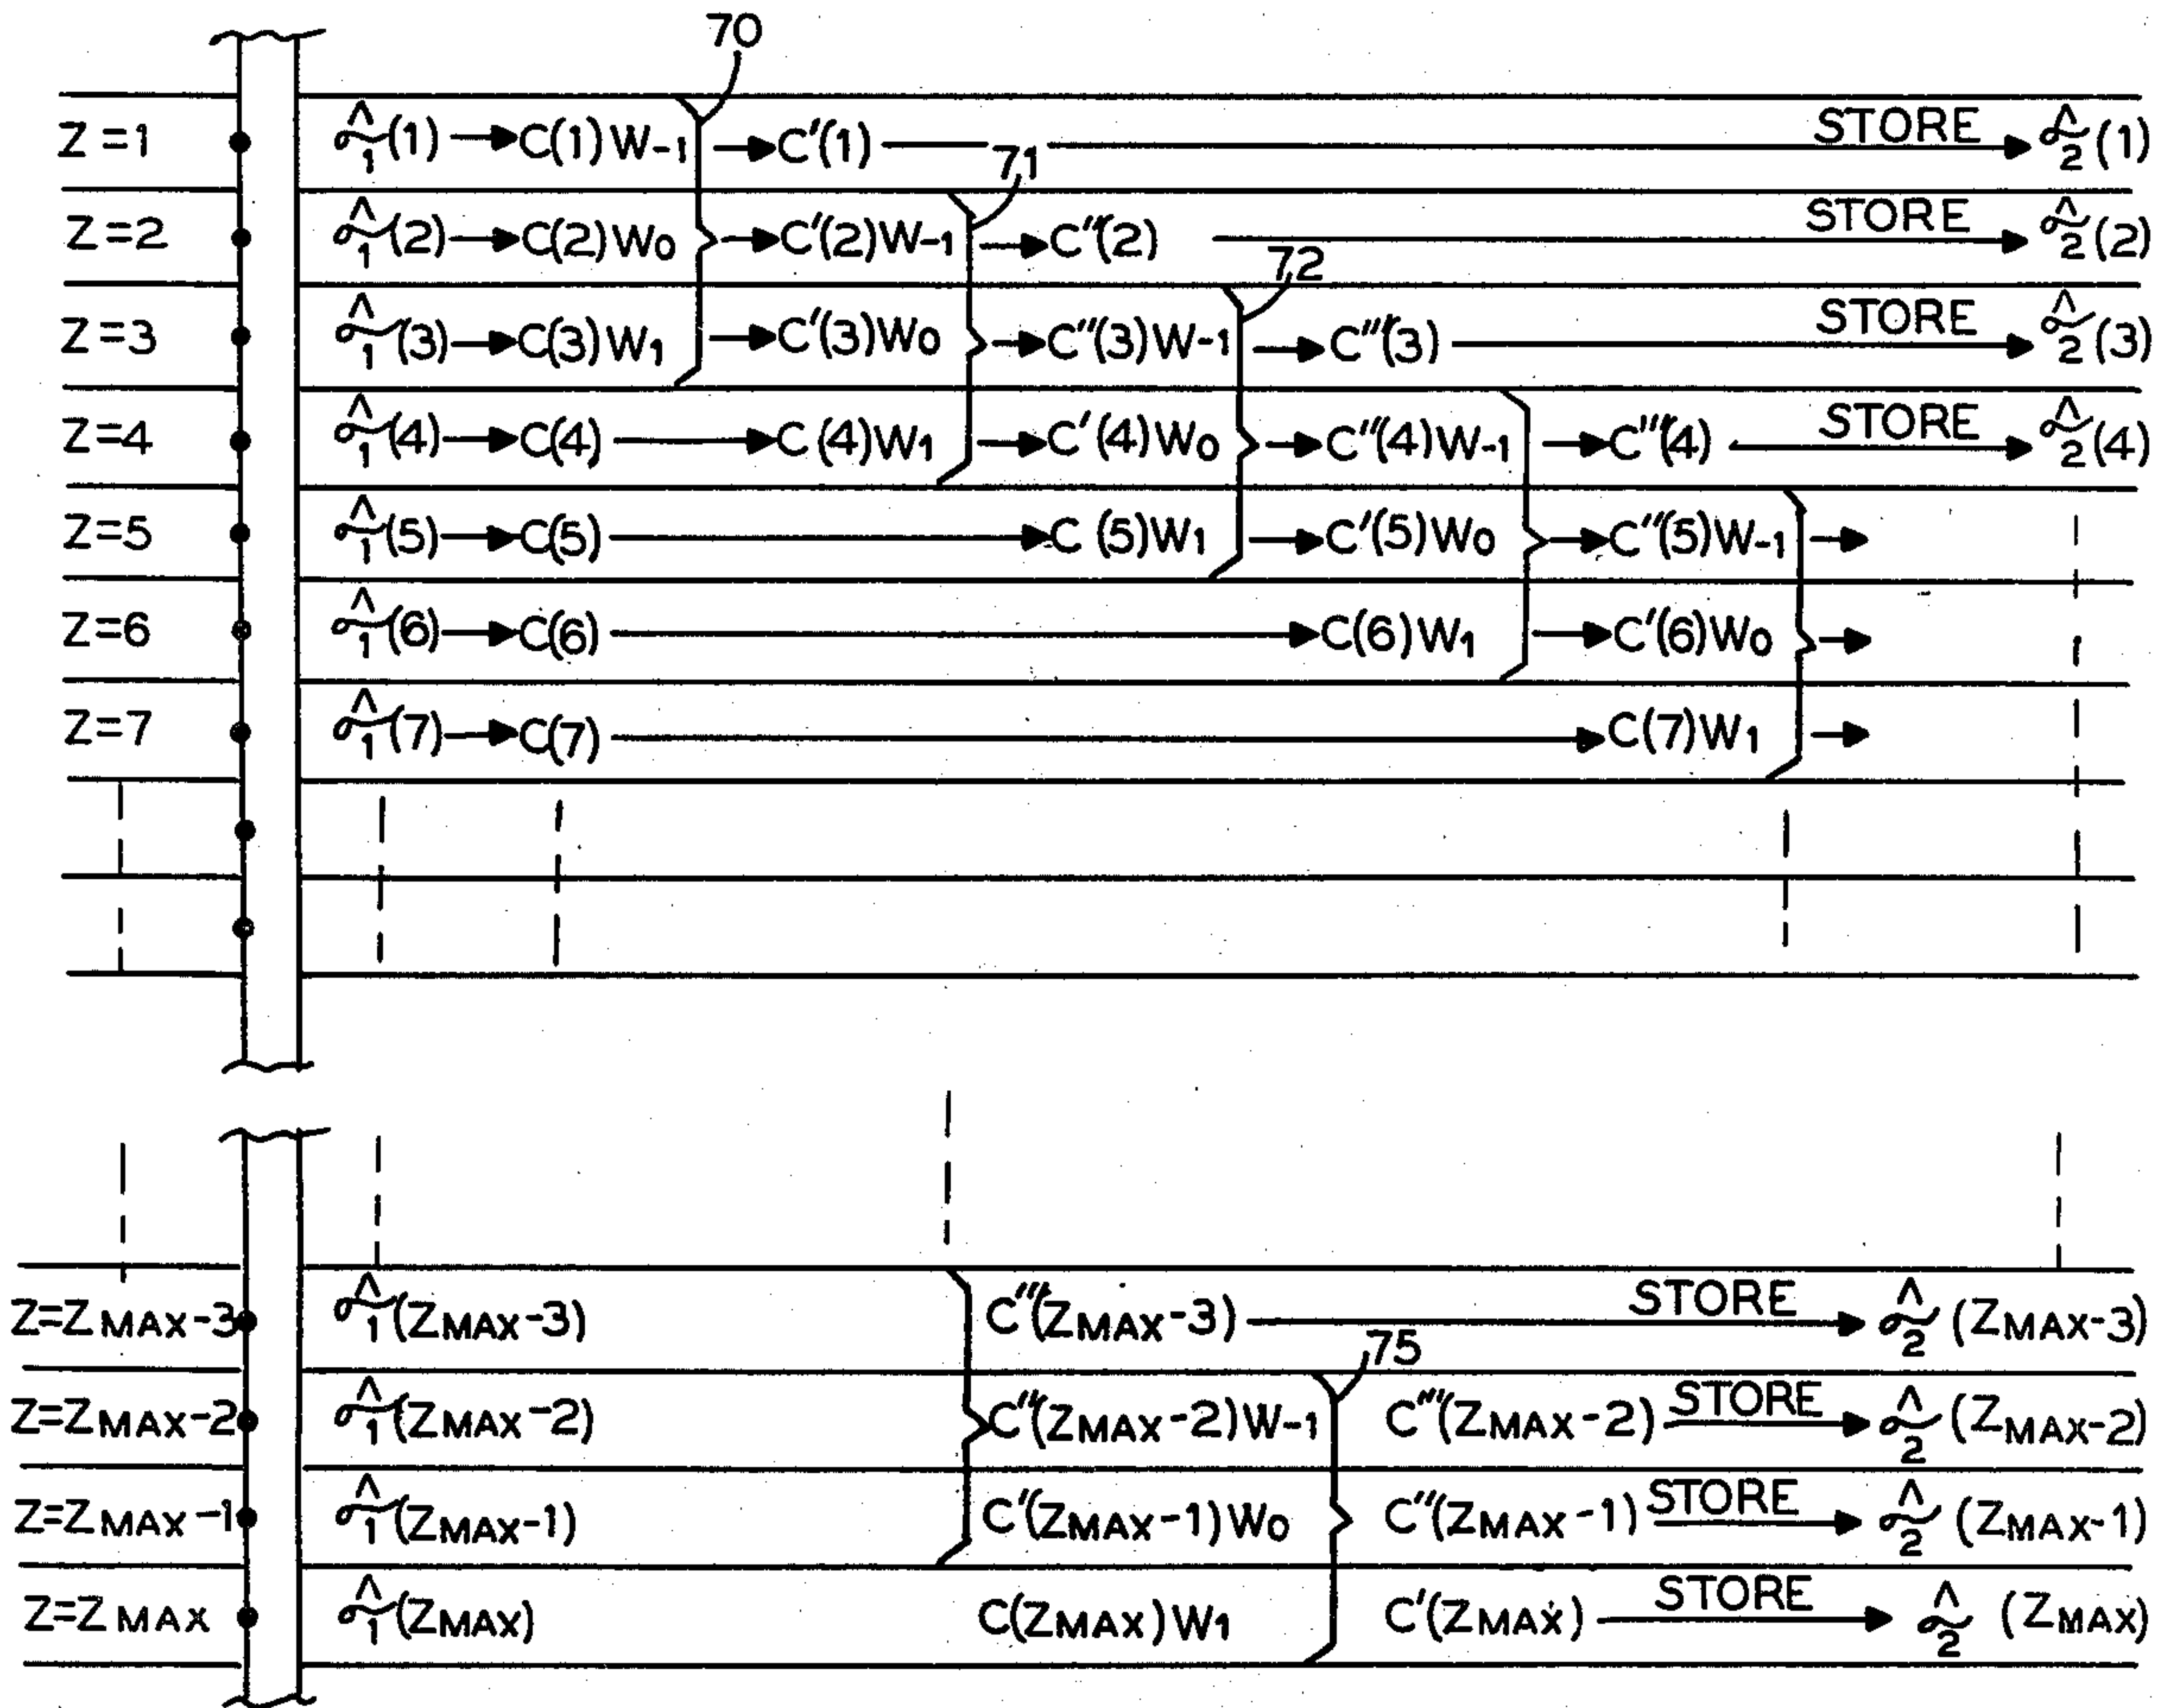 70
Z=1 σ̂1(1) → C(1)W-1 → C'(1) STORE → σ̂2(1)
71
Z=2 σ̂1(2) → C(2)W0 → C'(2)W-1 → C''(2) STORE → σ̂2(2)
72
Z=3 σ̂1(3) → C(3)W1 → C'(3)W0 → C''(3)W-1 → C'''(3) STORE → σ̂2(3)
Z=4 σ̂1(4) → C(4) → C(4)W1 → C'(4)W0 → C''(4)W-1 → C'''(4) STORE → σ̂2(4)
Z=5 σ̂1(5) → C(5) → C(5)W1 → C'(5)W0 → C''(5)W-1 →
Z=6 σ̂1(6) → C(6) → C(6)W1 → C'(6)W0 →
Z=7 σ̂1(7) → C(7) → C(7)W1 →
Z=ZMAX-3 σ̂1(ZMAX-3) C'''(ZMAX-3) STORE → σ̂2(ZMAX-3)
75
Z=ZMAX-2 σ̂1(ZMAX-2) C''(ZMAX-2)W-1 C'''(ZMAX-2) STORE → σ̂2(ZMAX-2)
Z=ZMAX-1 σ̂1(ZMAX-1) C'(ZMAX-1)W0 C''(ZMAX-1) STORE → σ̂2(ZMAX-1)
Z=ZMAX σ̂1(ZMAX) C(ZMAX)W1 C'(ZMAX) STORE → σ̂2(ZMAX)